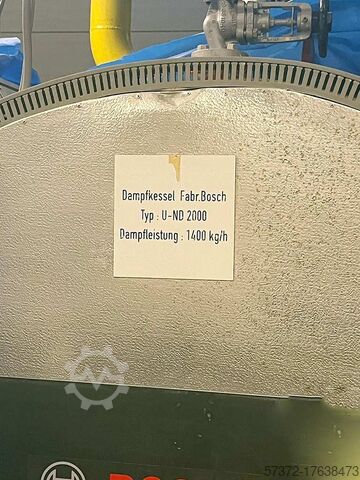 Dampfkessel Fabr.Bosch
Typ : U-ND 2000
Dampfleistung : 1400 kg/h
57372-17638473